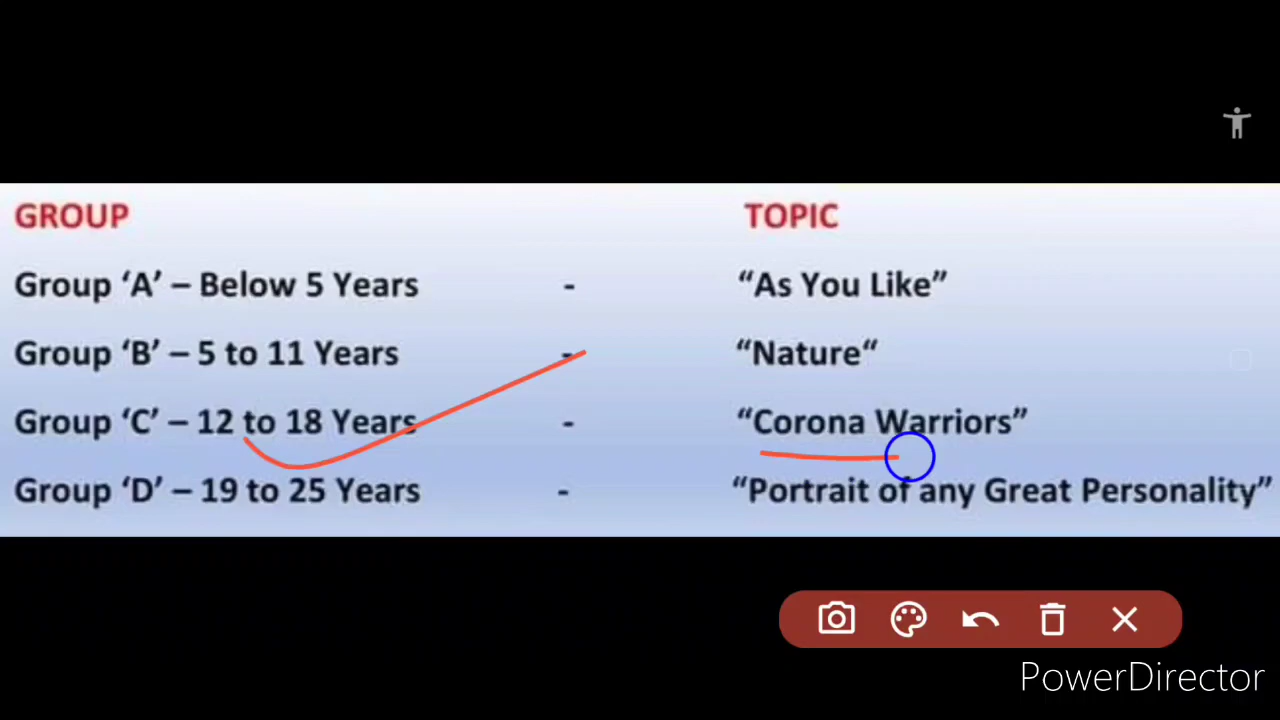 GROUP TOPIC
Group ‘A’ – Below 5 Years - “As You Like”
Group ‘B’ – 5 to 11 Years - “Nature“
Group ‘C’ – 12 to 18 Years - “Corona Warriors”
Group ‘D’ – 19 to 25 Years - “Portrait of any Great Personality”
PowerDirector